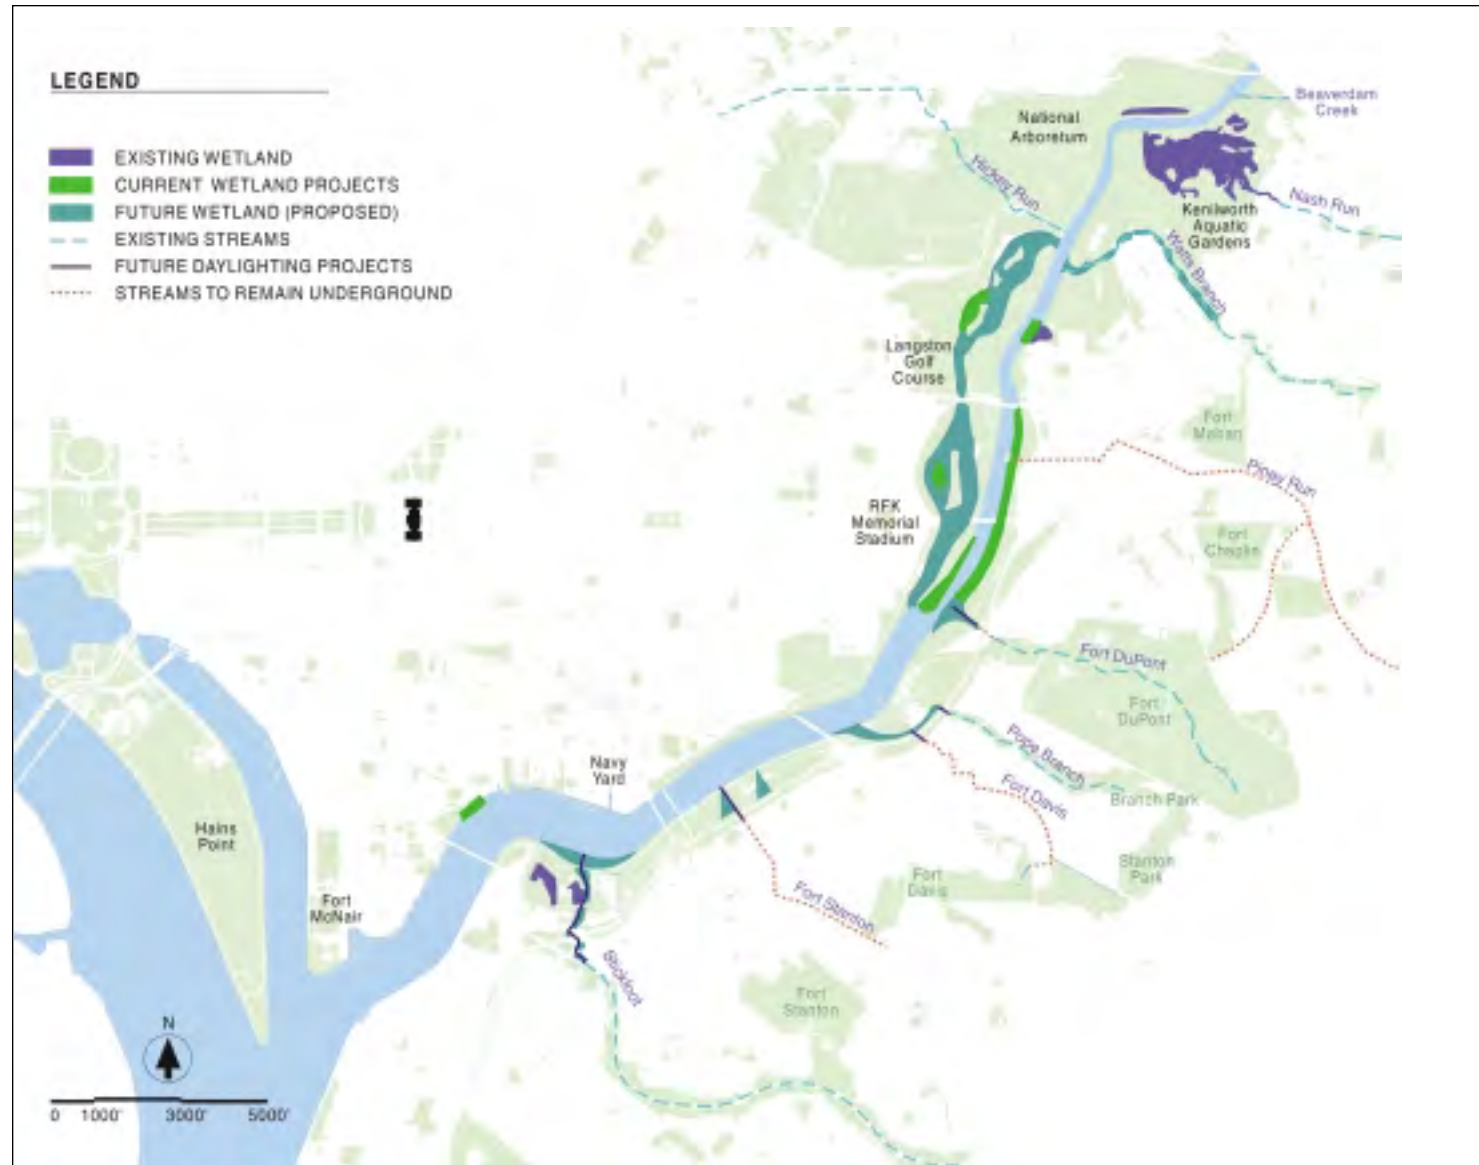 LEGEND
EXISTING WETLAND
CURRENT WETLAND PROJECTS
FUTURE WETLAND (PROPOSED)
EXISTING STREAMS
FUTURE DAYLIGHTING PROJECTS
STREAMS TO REMAIN UNDERGROUND
National
Arboretum
Beaverdam
Creek
Hickey Run
Nash Run
Kenilworth
Aquatic
Gardens
Watts Branch
Langston
Golf
Course
Fort
Mahan
Piney Run
RFK
Memorial
Stadium
Fort
Chaplin
Fort DuPont
Fort
DuPont
Pope Branch
Navy
Yard
Fort Davis
Branch Park
Hains
Point
Stanton
Park
Fort
Davis
Fort
McNair
Fort Stanton
Stickfoot
Fort
Stanton
N
0 1000' 3000' 5000'